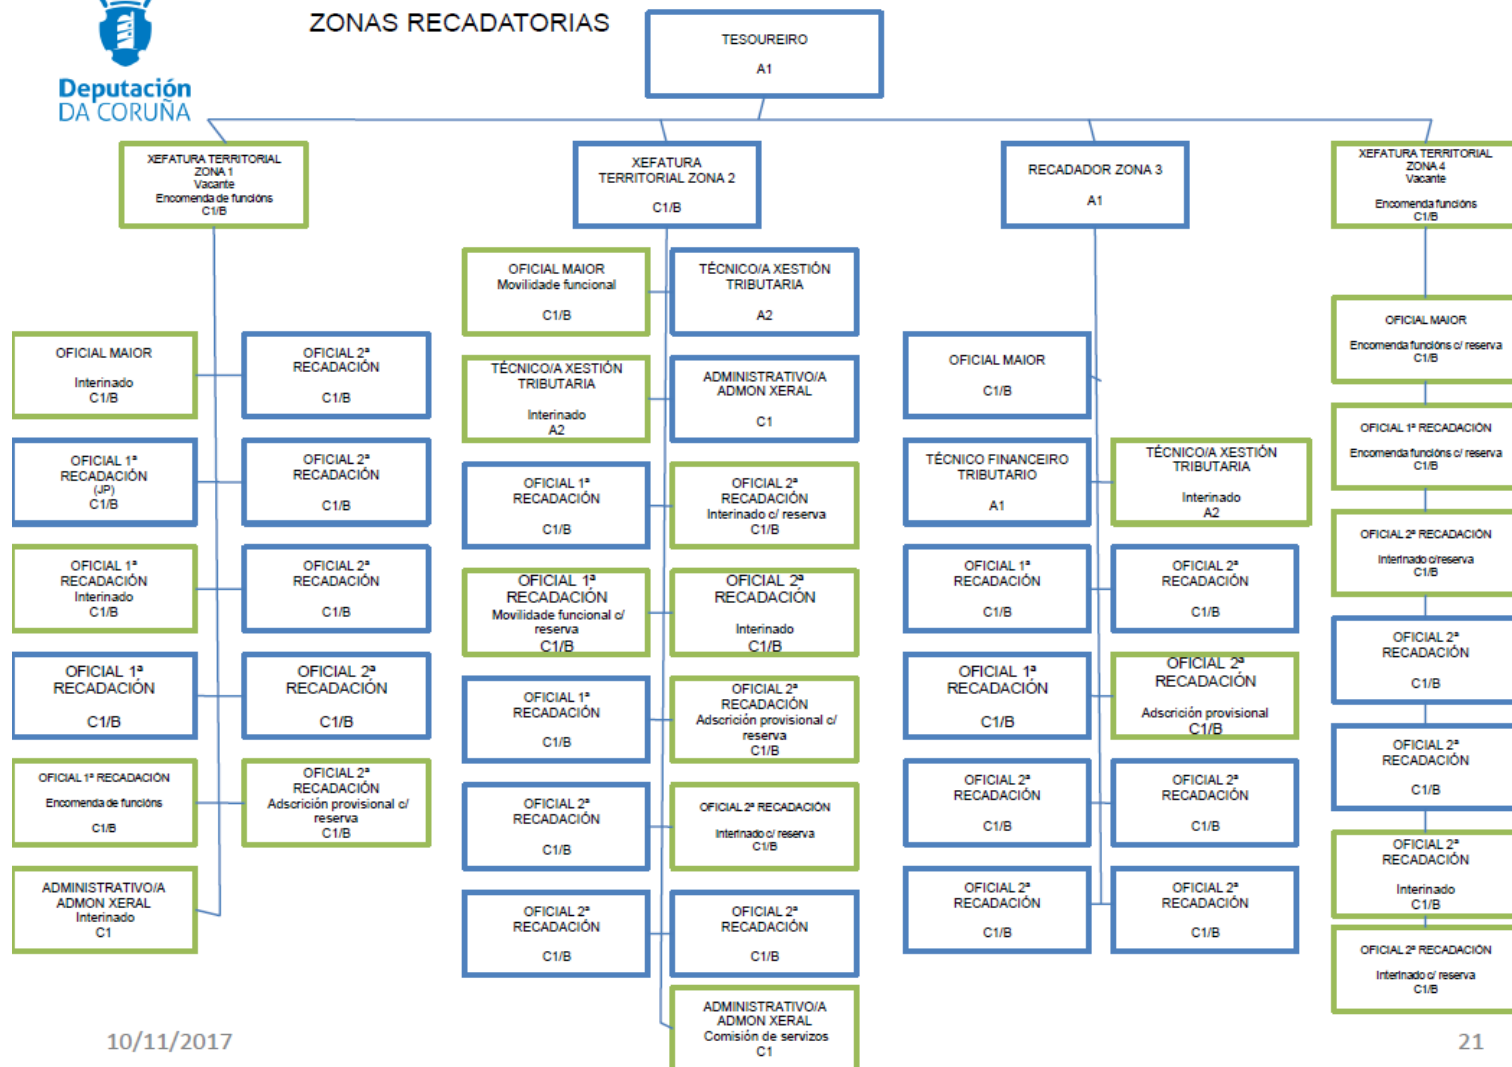 ZONAS RECADATORIAS
Deputación
DA CORUÑA
TESOUREIRO
A1
XEFATURA TERRITORIAL
ZONA 1
Vacante
Encomenda de funcións
C1/B
XEFATURA
TERRITORIAL ZONA 2
C1/B
RECADADOR ZONA 3
A1
XEFATURA TERRITORIAL
ZONA 4
Vacante
Encomenda funcións
C1/B
OFICIAL MAIOR
Interinado
C1/B
OFICIAL 2ª
RECADACIÓN
C1/B
OFICIAL 1ª
RECADACIÓN
(JP)
C1/B
OFICIAL 2ª
RECADACIÓN
C1/B
OFICIAL 1ª
RECADACIÓN
Interinado
C1/B
OFICIAL 2ª
RECADACIÓN
C1/B
OFICIAL 1ª
RECADACIÓN
C1/B
OFICIAL 2ª
RECADACIÓN
C1/B
OFICIAL 1ª RECADACIÓN
Encomenda de funcións
C1/B
OFICIAL 2ª
RECADACIÓN
Adscrición provisional c/
reserva
C1/B
ADMINISTRATIVO/A
ADMON XERAL
Interinado
C1
OFICIAL MAIOR
Movilidade funcional
C1/B
TÉCNICO/A XESTIÓN
TRIBUTARIA
A2
TÉCNICO/A XESTIÓN
TRIBUTARIA
Interinado
A2
ADMINISTRATIVO/A
ADMON XERAL
C1
OFICIAL 1ª
RECADACIÓN
C1/B
OFICIAL 2ª
RECADACIÓN
Interinado c/ reserva
C1/B
OFICIAL 1ª
RECADACIÓN
Movilidade funcional c/
reserva
C1/B
OFICIAL 2ª
RECADACIÓN
Interinado
C1/B
OFICIAL 1ª
RECADACIÓN
C1/B
OFICIAL 2ª
RECADACIÓN
Adscrición provisional c/
reserva
C1/B
OFICIAL 2ª
RECADACIÓN
C1/B
OFICIAL 2ª RECADACIÓN
Interinado c/ reserva
C1/B
OFICIAL 2ª
RECADACIÓN
C1/B
OFICIAL 2ª
RECADACIÓN
C1/B
ADMINISTRATIVO/A
ADMON XERAL
Comisión de servizos
C1
OFICIAL MAIOR
C1/B
TÉCNICO FINANCEIRO
TRIBUTARIO
A1
TÉCNICO/A XESTIÓN
TRIBUTARIA
Interinado
A2
OFICIAL 1ª
RECADACIÓN
C1/B
OFICIAL 2ª
RECADACIÓN
C1/B
OFICIAL 1ª
RECADACIÓN
C1/B
OFICIAL 2ª
RECADACIÓN
Adscrición provisional
C1/B
OFICIAL 2ª
RECADACIÓN
C1/B
OFICIAL 2ª
RECADACIÓN
C1/B
OFICIAL 2ª
RECADACIÓN
C1/B
OFICIAL 2ª
RECADACIÓN
C1/B
OFICIAL MAIOR
Encomenda funcións c/ reserva
C1/B
OFICIAL 1ª RECADACIÓN
Encomenda funcións c/ reserva
C1/B
OFICIAL 2ª RECADACIÓN
Interinado c/reserva
C1/B
OFICIAL 2ª
RECADACIÓN
C1/B
OFICIAL 2ª
RECADACIÓN
C1/B
OFICIAL 2ª
RECADACIÓN
Interinado
C1/B
OFICIAL 2ª RECADACIÓN
Interinado c/ reserva
C1/B
10/11/2017
21